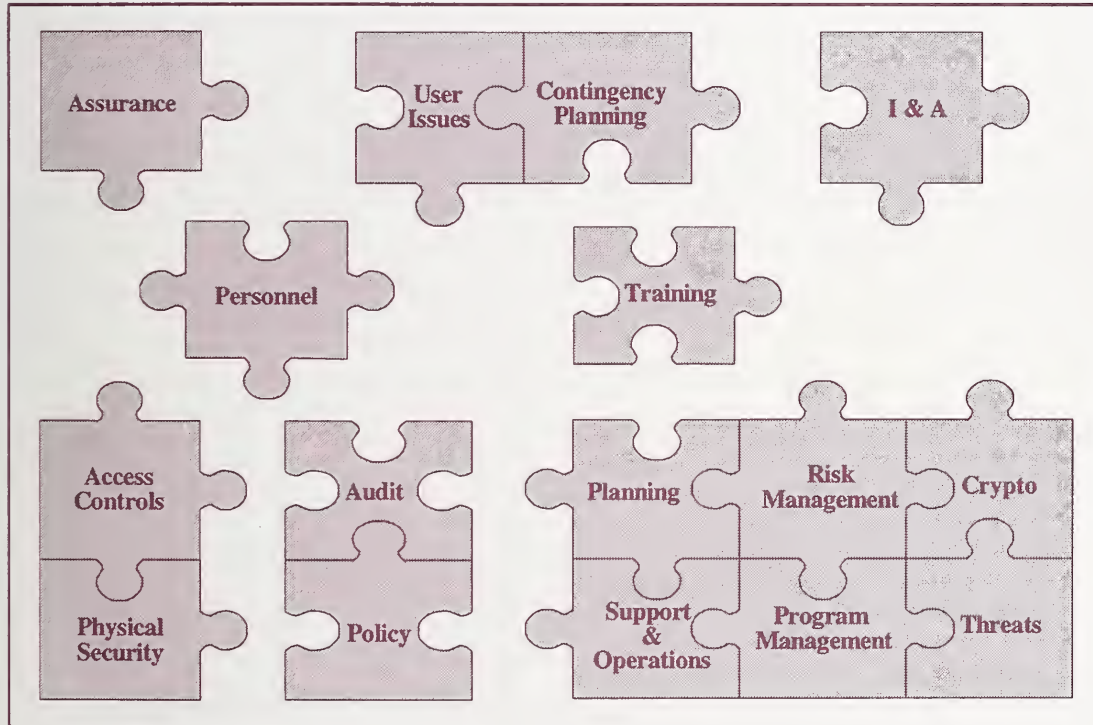 Assurance
User
Issues
Contingency
Planning
I & A
Personnel
Training
Access
Controls
Audit
Planning
Risk
Management
Crypto
Physical
Security
Policy
Support
&
Operations
Program
Management
Threats